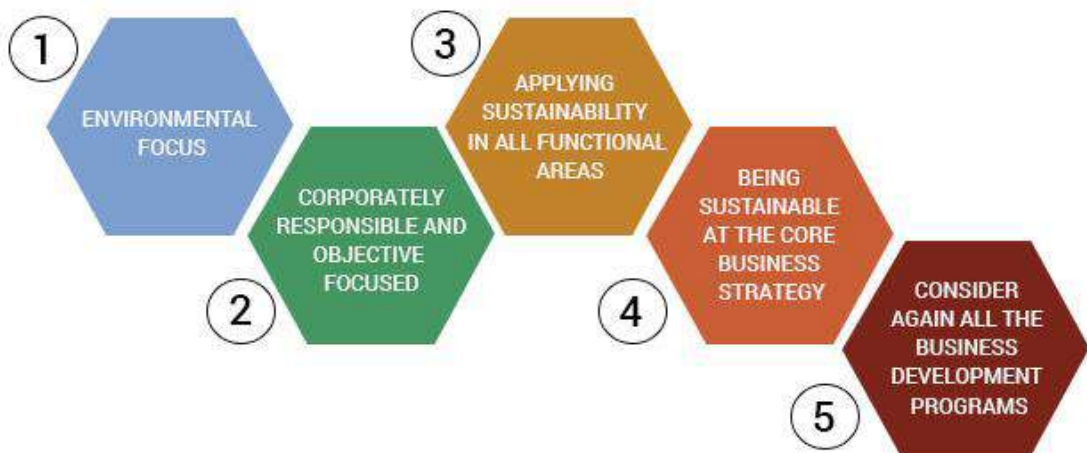 1
ENVIRONMENTAL
FOCUS
2
CORPORATELY
RESPONSIBLE AND
OBJECTIVE
FOCUSED
3
APPLYING
SUSTAINABILITY
IN ALL FUNCTIONAL
AREAS
4
BEING
SUSTAINABLE
AT THE CORE
BUSINESS
STRATEGY
5
CONSIDER
AGAIN ALL THE
BUSINESS
DEVELOPMENT
PROGRAMS